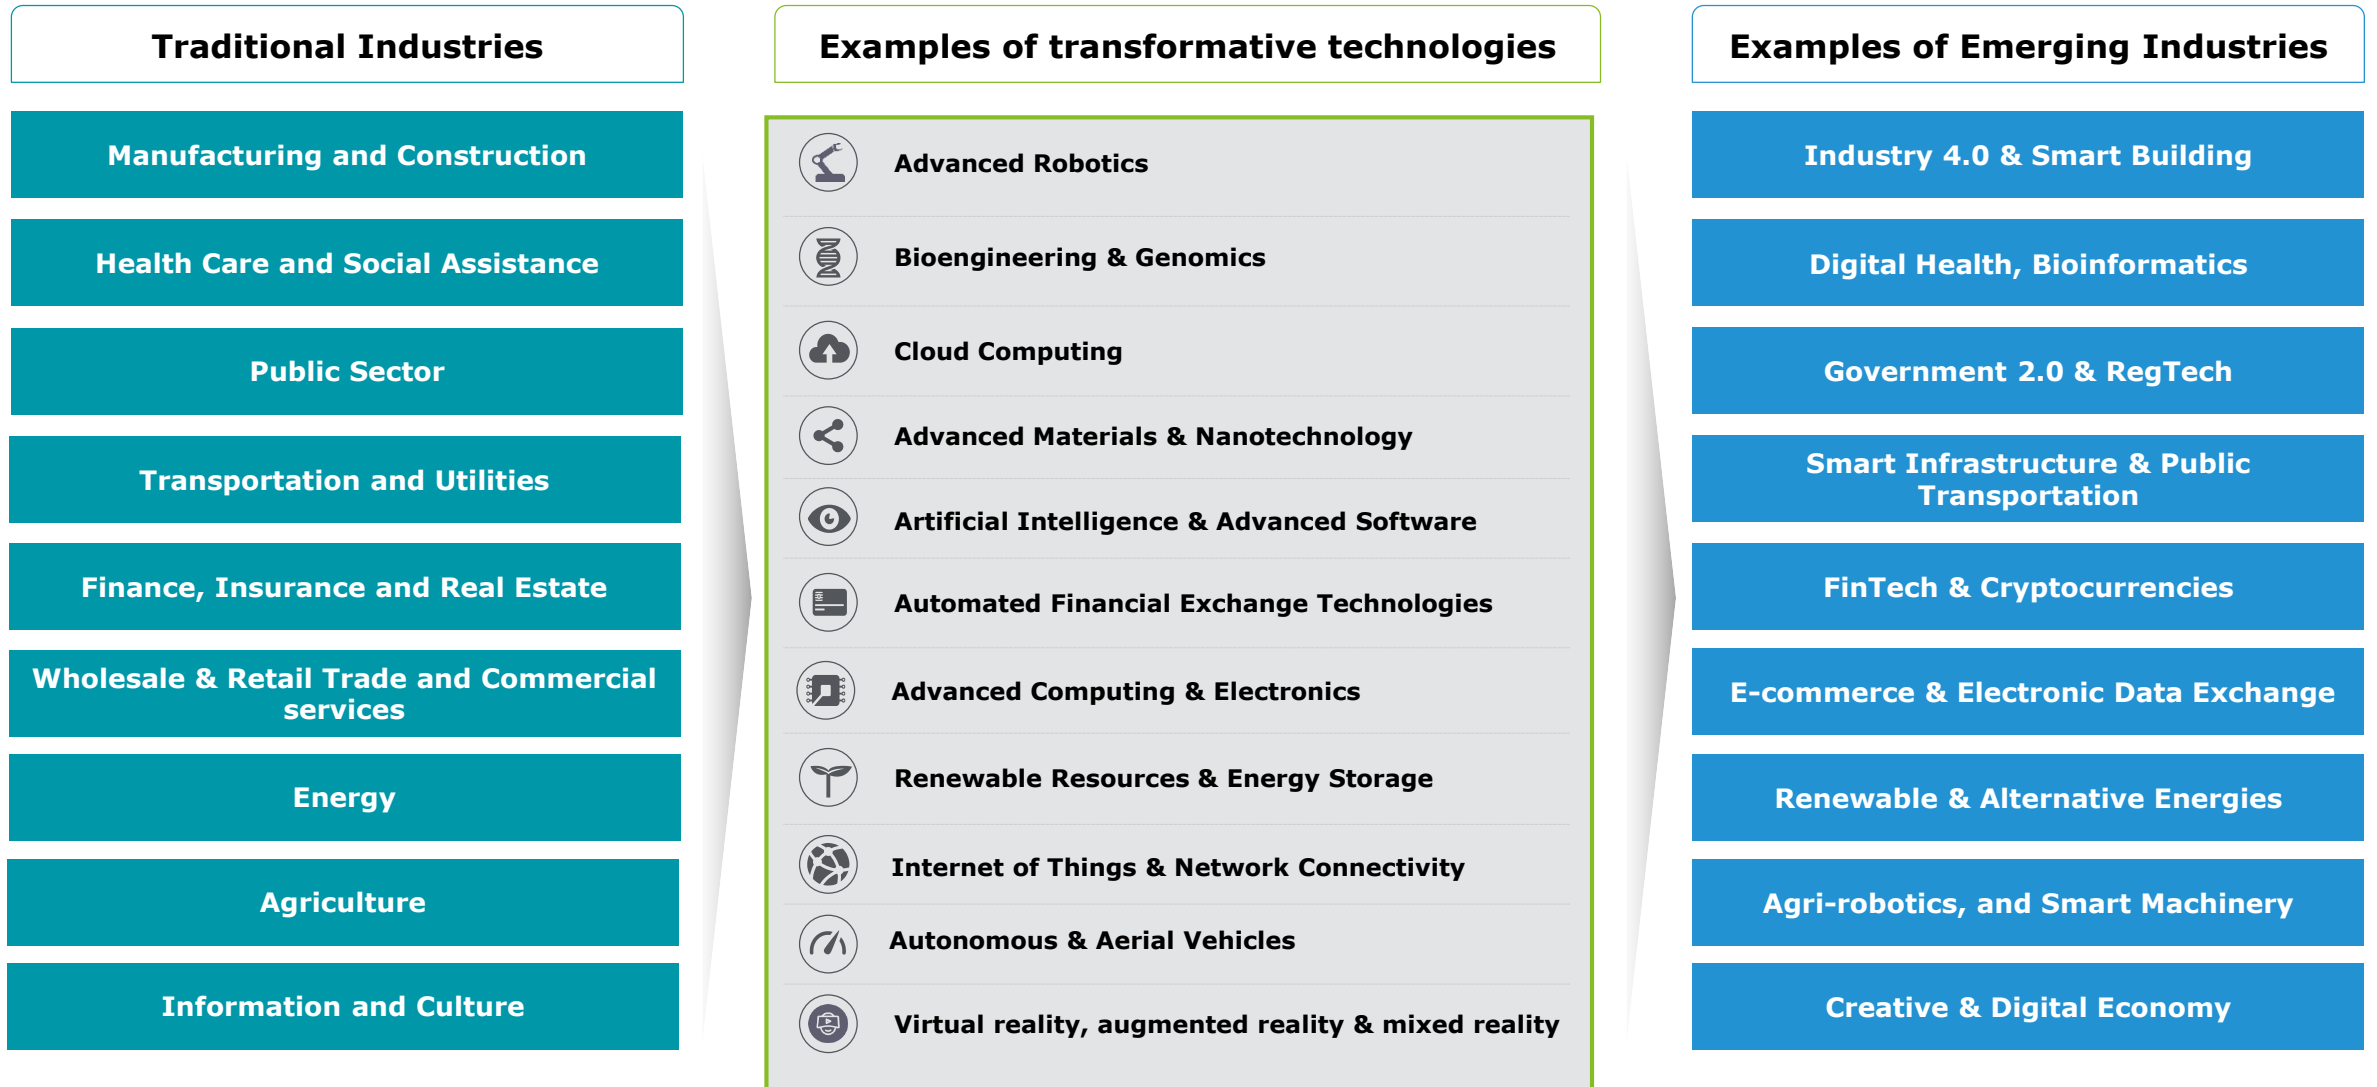 Traditional Industries
Manufacturing and Construction
Health Care and Social Assistance
Public Sector
Transportation and Utilities
Finance, Insurance and Real Estate
Wholesale & Retail Trade and Commercial
services
Energy
Agriculture
Information and Culture
Examples of transformative technologies
Advanced Robotics
Bioengineering & Genomics
Cloud Computing
Advanced Materials & Nanotechnology
Artificial Intelligence & Advanced Software
Automated Financial Exchange Technologies
Advanced Computing & Electronics
Renewable Resources & Energy Storage
Internet of Things & Network Connectivity
Autonomous & Aerial Vehicles
Virtual reality, augmented reality & mixed reality
Examples of Emerging Industries
Industry 4.0 & Smart Building
Digital Health, Bioinformatics
Government 2.0 & RegTech
Smart Infrastructure & Public
Transportation
FinTech & Cryptocurrencies
E-commerce & Electronic Data Exchange
Renewable & Alternative Energies
Agri-robotics, and Smart Machinery
Creative & Digital Economy